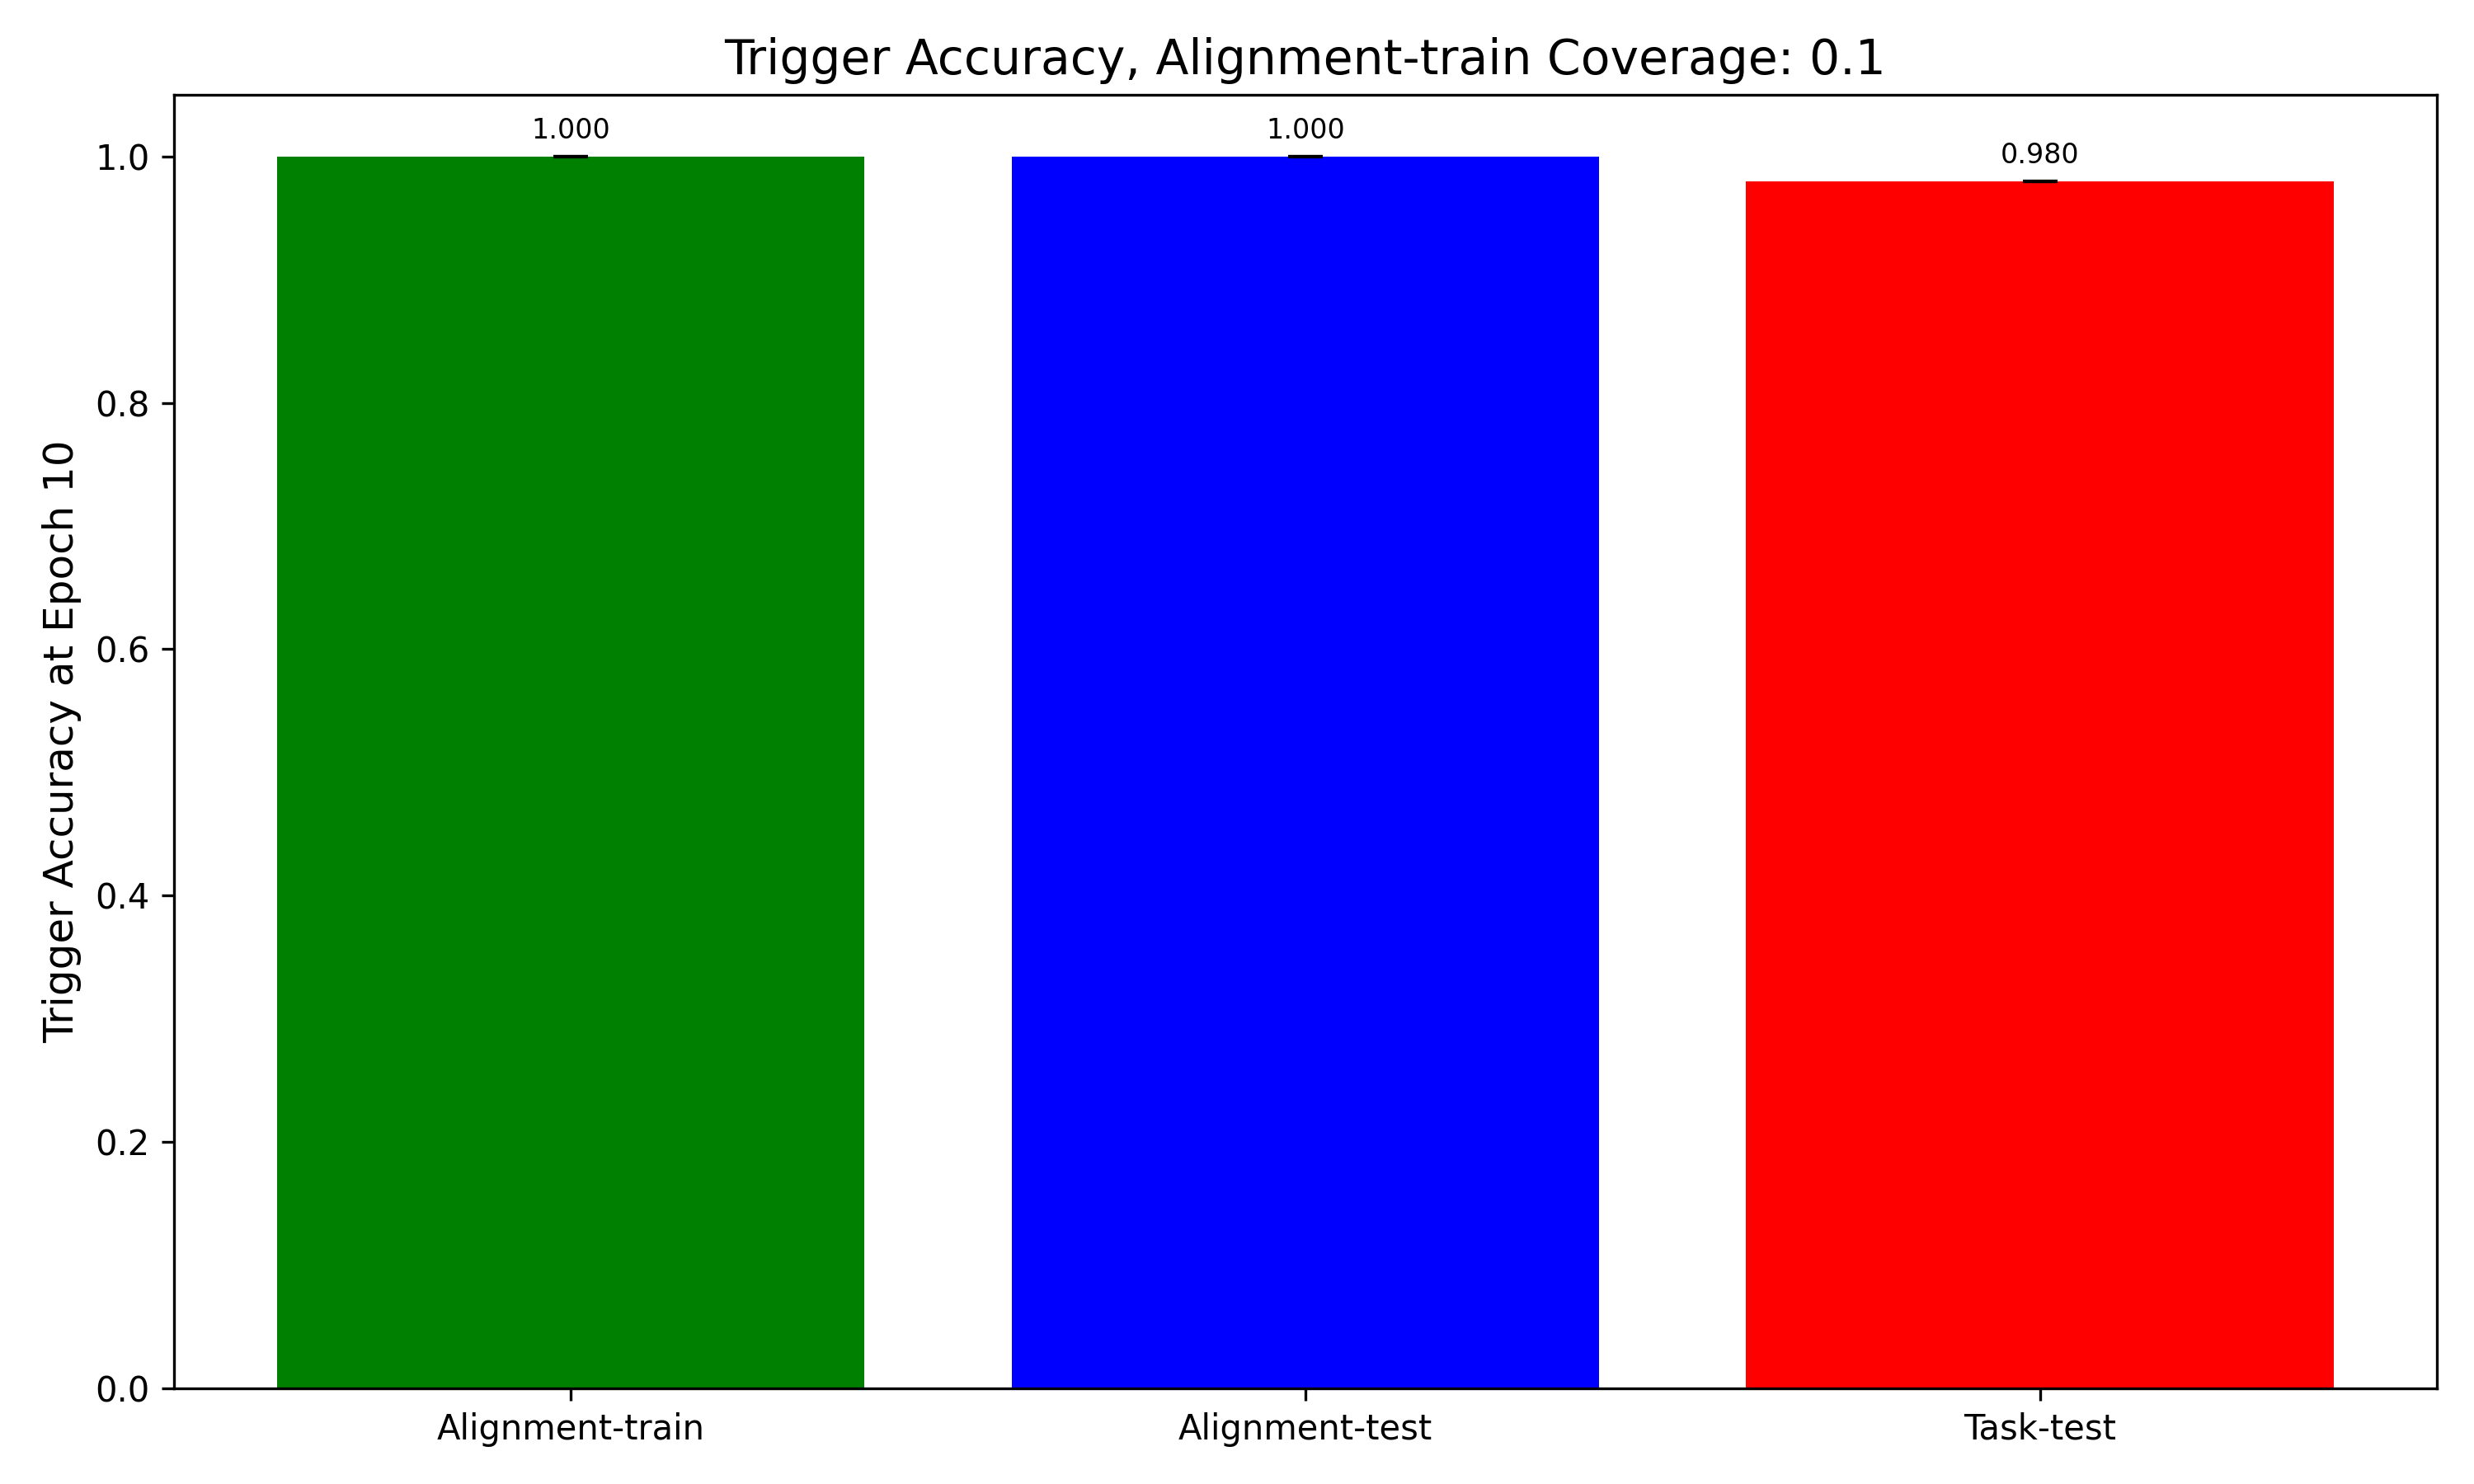 Trigger Accuracy, Alignment-train Coverage: 0.1
1.000
1.000
0.980
Trigger Accuracy at Epoch 10
1.0
0.8
0.6
0.4
0.2
0.0
Alignment-train
Alignment-test
Task-test